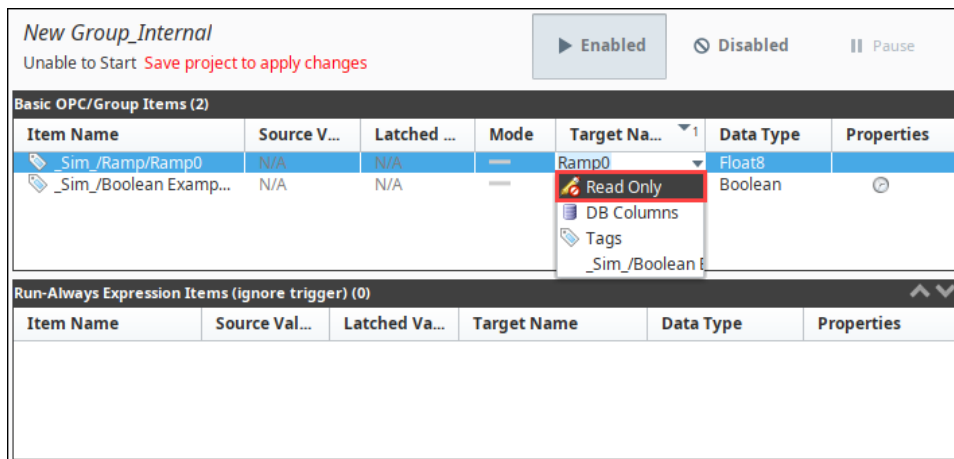 New Group_Internal
Unable to Start Save project to apply changes
Enabled
Disabled
Pause
Basic OPC/Group Items (2)
Item Name Source V... Latched ... Mode Target Na... 1 Data Type Properties
_Sim_/Ramp/Ramp0 N/A N/A Ramp0 Float8
_Sim_/Boolean Examp... N/A N/A Boolean
Read Only
DB Columns
Tags
_Sim_/Boolean E
Run-Always Expression Items (ignore trigger) (0)
Item Name Source Val... Latched Va... Target Name Data Type Properties